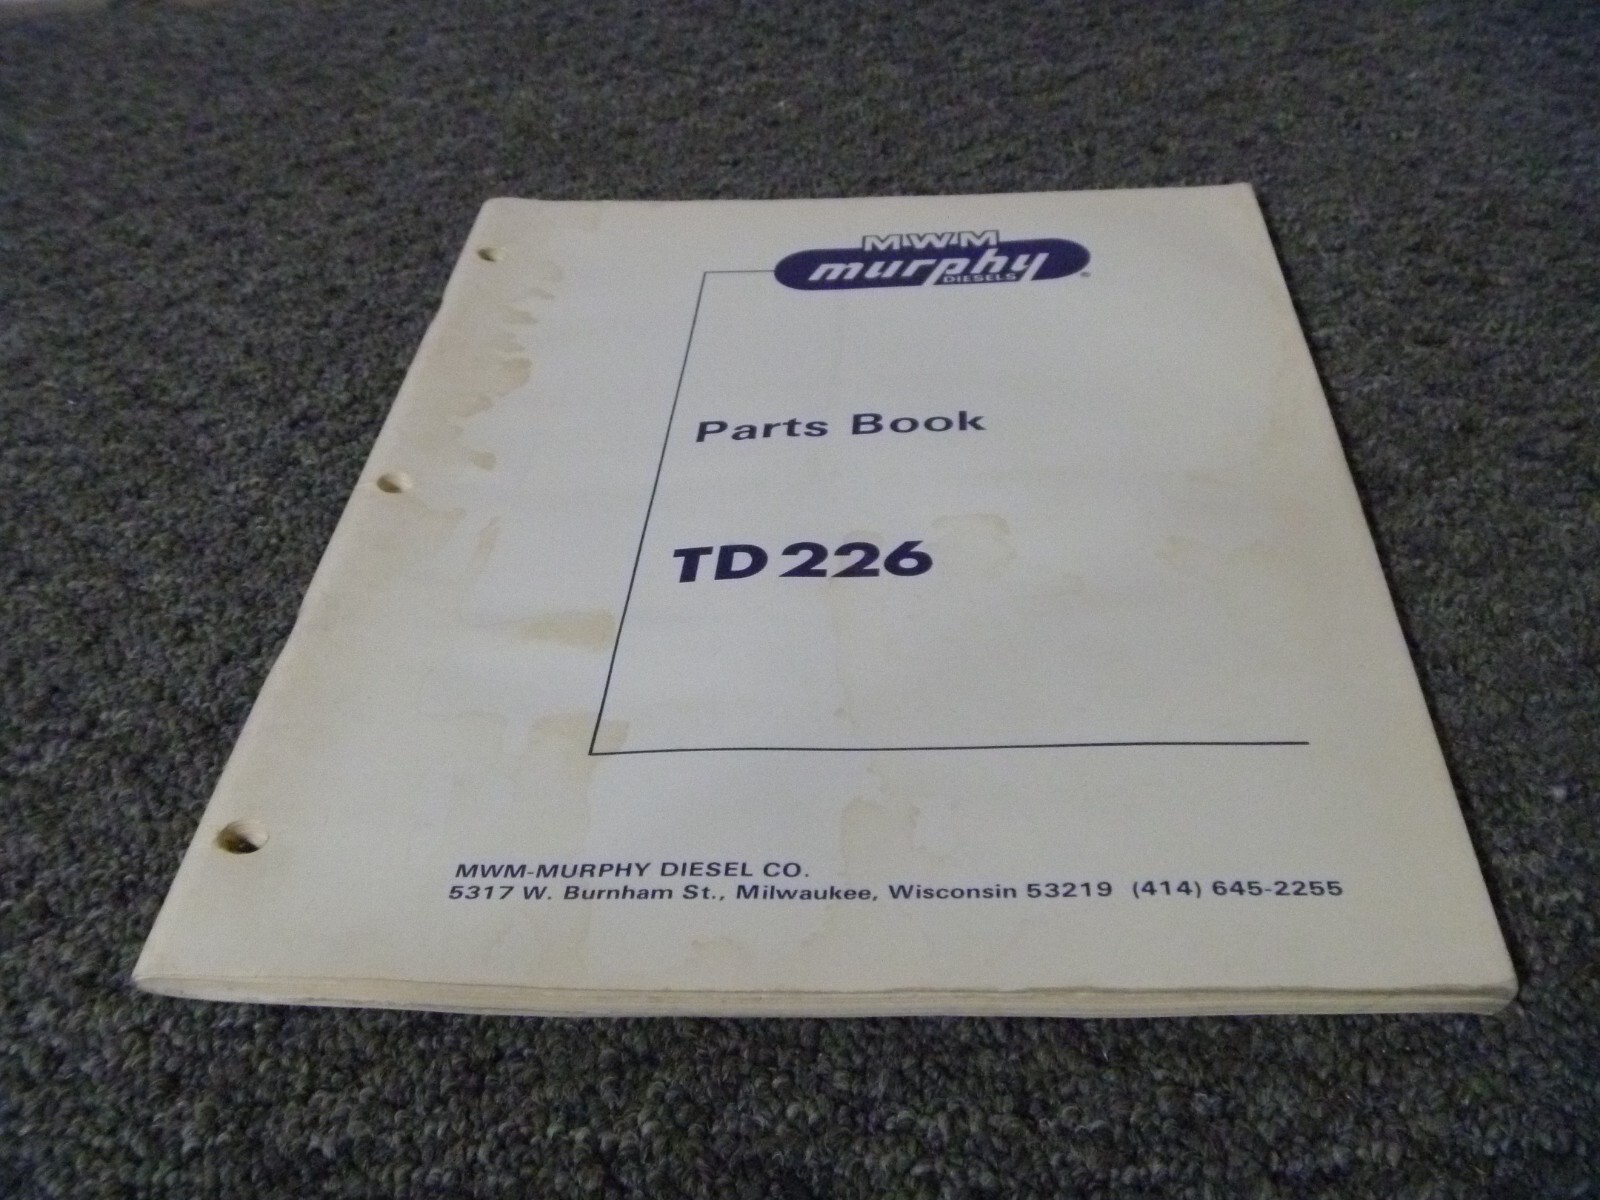 MWM
murphy
DIESELS ®
Parts Book
TD 226
MWM-MURPHY DIESEL CO.
5317 W. Burnham St., Milwaukee, Wisconsin 53219 (414) 645-2255